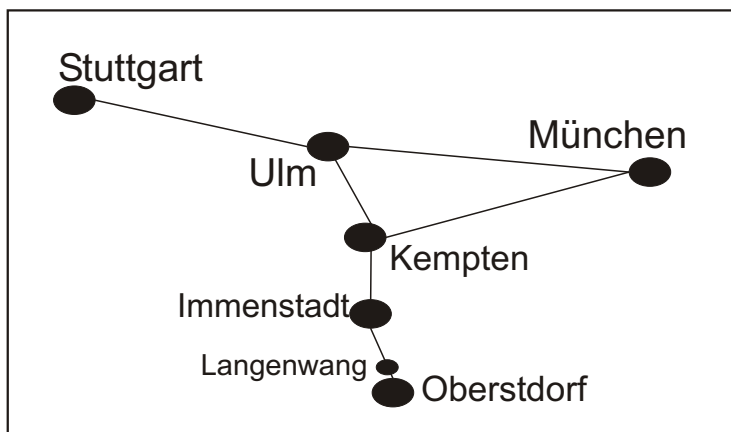 Stuttgart
München
Ulm
Kempten
Immenstadt
Langenwang
Oberstdorf